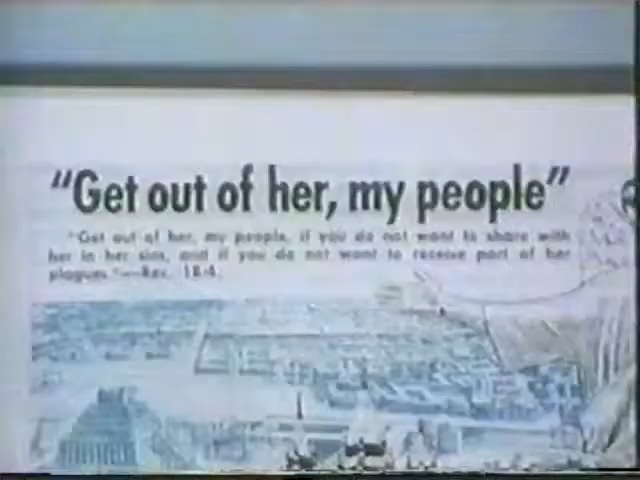 "Get out of her, my people"
"Get out of her, my people, if you do not want to share with
her in her sins, and if you do not want to receive part of her
plagues."—Rev. 18:4.